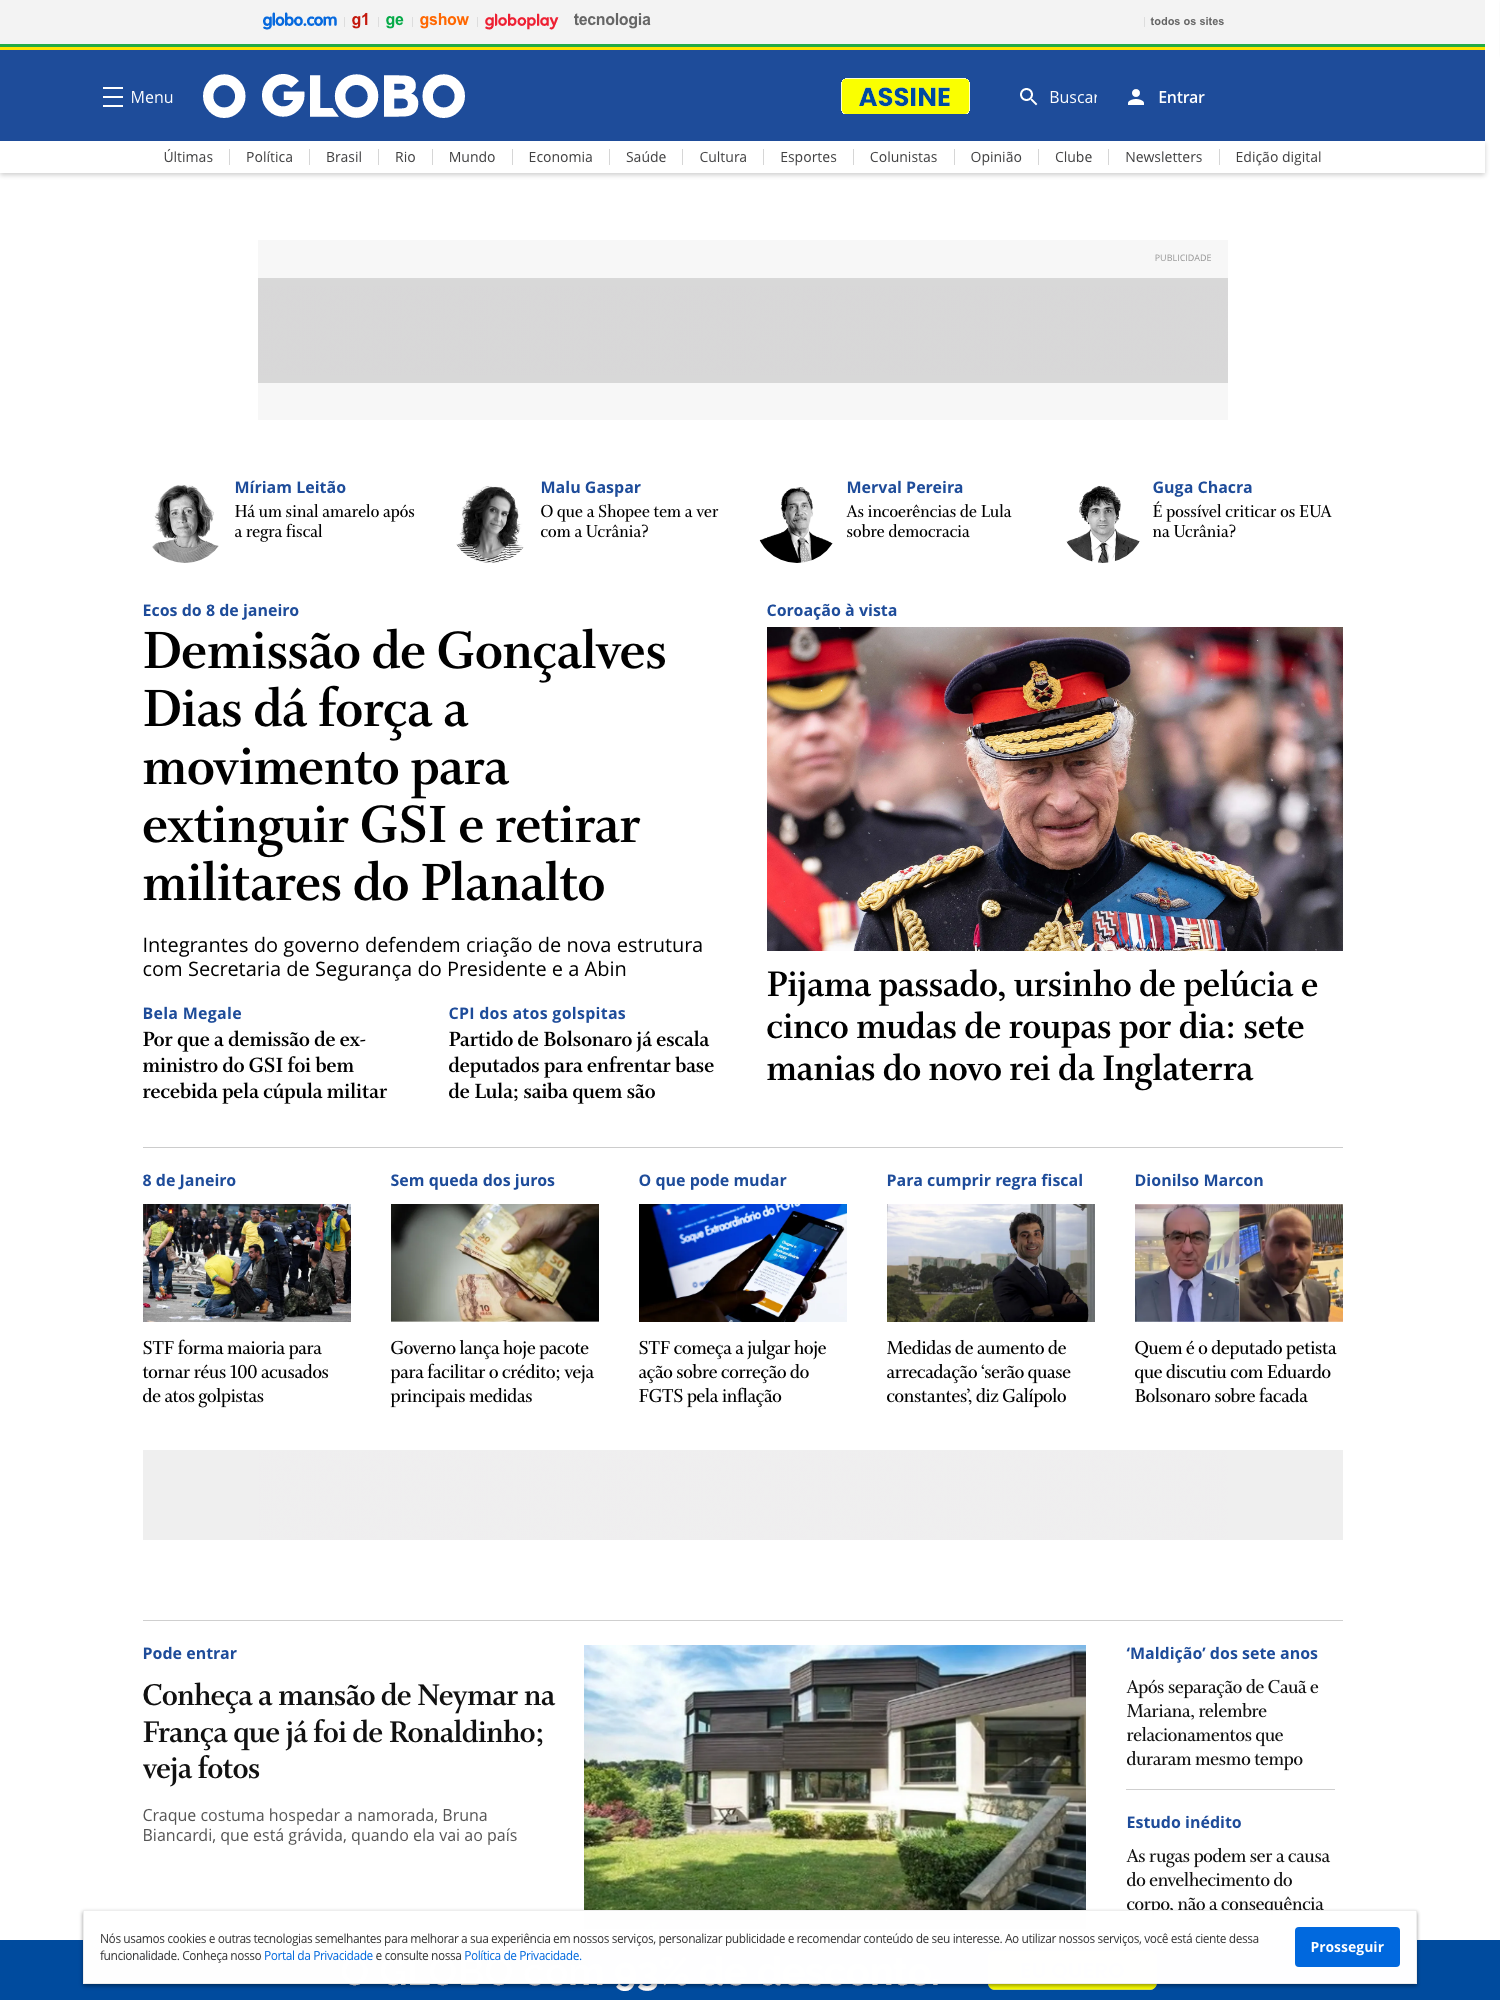 globo.com g1 ge gshow globoplay tecnologia todos os sites
Menu O GLOBO ASSINE Buscar Entrar
Últimas Política Brasil Rio Mundo Economia Saúde Cultura Esportes Colunistas Opinião Clube Newsletters Edição digital
PUBLICIDADE
Míriam Leitão
Há um sinal amarelo após
a regra fiscal
Malu Gaspar
O que a Shopee tem a ver
com a Ucrânia?
Merval Pereira
As incoerências de Lula
sobre democracia
Guga Chacra
É possível criticar os EUA
na Ucrânia?
Ecos do 8 de janeiro
Demissão de Gonçalves
Dias dá força a
movimento para
extinguir GSI e retirar
militares do Planalto
Integrantes do governo defendem criação de nova estrutura
com Secretaria de Segurança do Presidente e a Abin
Bela Megale
Por que a demissão de ex-
ministro do GSI foi bem
recebida pela cúpula militar
CPI dos atos golspitas
Partido de Bolsonaro já escala
deputados para enfrentar base
de Lula; saiba quem são
Coroação à vista
Pijama passado, ursinho de pelúcia e
cinco mudas de roupas por dia: sete
manias do novo rei da Inglaterra
8 de Janeiro
STF forma maioria para
tornar réus 100 acusados
de atos golpistas
Sem queda dos juros
Governo lança hoje pacote
para facilitar o crédito; veja
principais medidas
O que pode mudar
Saque Extraordinário do FGTS
STF começa a julgar hoje
ação sobre correção do
FGTS pela inflação
Para cumprir regra fiscal
Medidas de aumento de
arrecadação ‘serão quase
constantes’, diz Galípolo
Dionilso Marcon
Quem é o deputado petista
que discutiu com Eduardo
Bolsonaro sobre facada
Pode entrar
Conheça a mansão de Neymar na
França que já foi de Ronaldinho;
veja fotos
Craque costuma hospedar a namorada, Bruna
Biancardi, que está grávida, quando ela vai ao país
‘Maldição’ dos sete anos
Após separação de Cauã e
Mariana, relembre
relacionamentos que
duraram mesmo tempo
Estudo inédito
As rugas podem ser a causa
do envelhecimento do
corpo, não a consequência
Nós usamos cookies e outras tecnologias semelhantes para melhorar a sua experiência em nossos serviços, personalizar publicidade e recomendar conteúdo de seu interesse. Ao utilizar nossos serviços, você está ciente dessa
funcionalidade. Conheça nosso Portal da Privacidade e consulte nossa Política de Privacidade.
Prosseguir